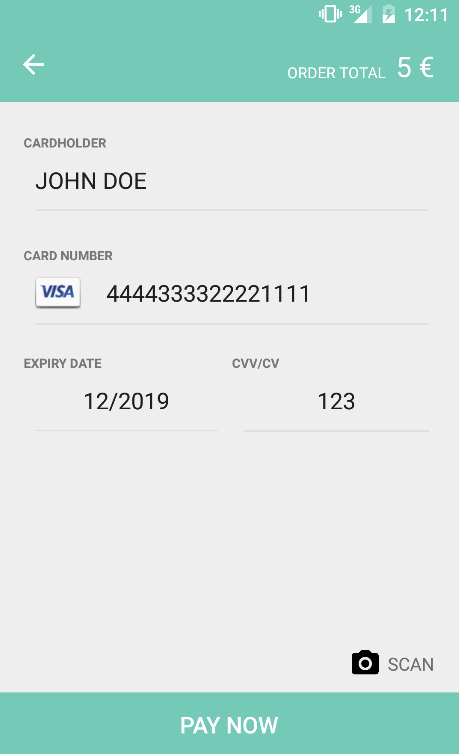 3G 12:11
ORDER TOTAL 5 €
CARDHOLDER
JOHN DOE
CARD NUMBER
VISA 4444333322221111
EXPIRY DATE CVV/CV
12/2019 123
SCAN
PAY NOW